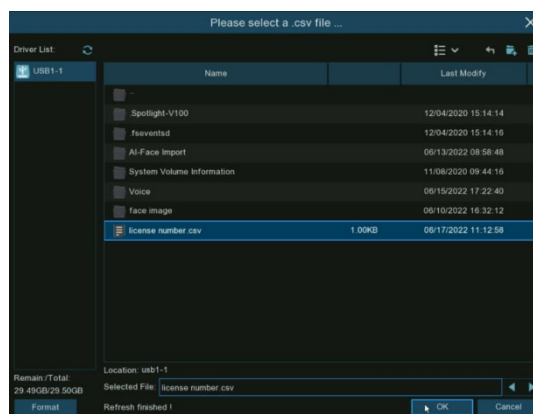 Please select a .csv file ...
Driver List:
USB1-1
Name Last Modify
..
.Spotlight-V100 12/04/2020 15:14:14
.fseventsd 12/04/2020 15:14:16
AI-Face Import 06/13/2022 08:58:48
System Volume Information 11/08/2020 09:44:16
Voice 06/15/2022 17:22:40
face image 06/10/2022 16:32:12
license number.csv 1.00KB 06/17/2022 11:12:58
Location: usb1-1
Remain:/Total:
29.49GB/29.50GB
Selected File: license number.csv
Format Refresh finished ! OK Cancel